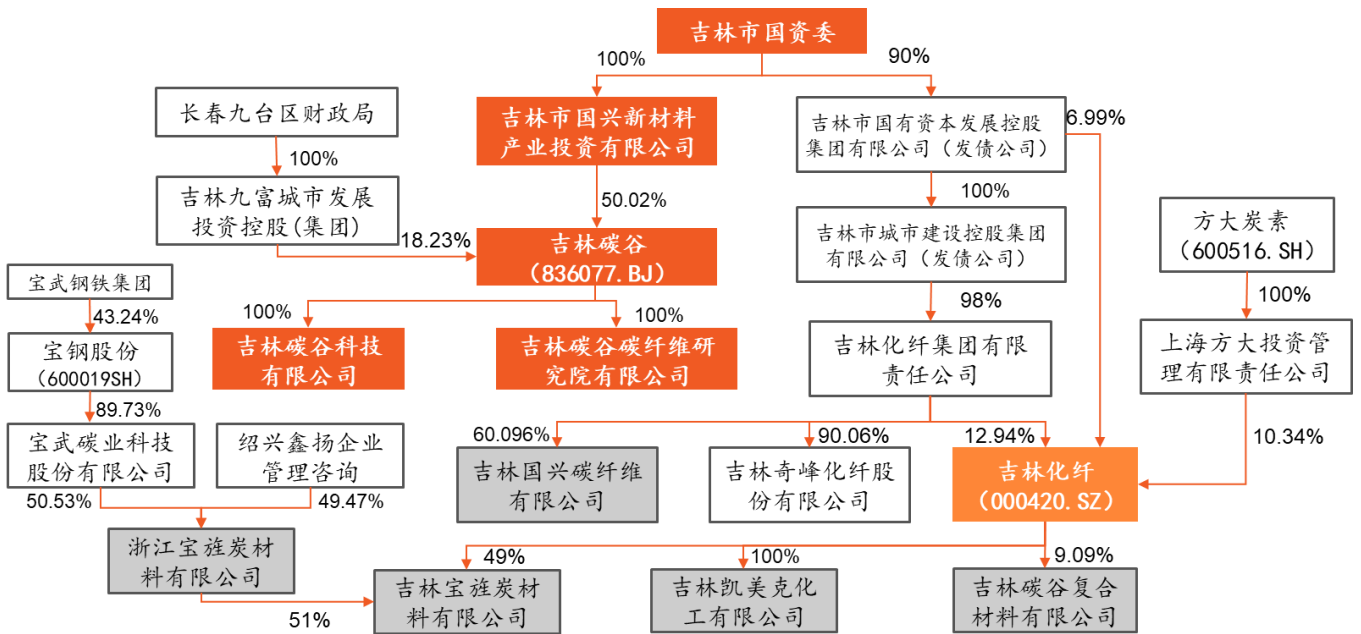 吉林市国资委
100%
90%
长春九台区财政局
吉林市国兴新材料
产业投资有限公司
吉林市国有资本发展控股
集团有限公司（发债公司）
6.99%
100%
吉林九富城市发展
投资控股(集团)
50.02%
100%
18.23%
吉林碳谷
（836077.BJ）
吉林市城市建设控股集团
有限公司（发债公司）
方大炭素
（600516.SH）
宝武钢铁集团
43.24%
100%
100%
98%
100%
宝钢股份
（600019SH）
吉林碳谷科技
有限公司
吉林碳谷碳纤维研
究院有限公司
吉林化纤集团有限
责任公司
上海方大投资管
理有限责任公司
89.73%
宝武碳业科技
股份有限公司
绍兴鑫扬企业
管理咨询
60.096%
90.06%
12.94%
10.34%
吉林国兴碳纤维
有限公司
吉林奇峰化纤股
份有限公司
吉林化纤
（000420.SZ）
50.53%
49.47%
浙江宝旌炭材
料有限公司
49%
100%
9.09%
吉林宝旌炭材
料有限公司
吉林凯美克化
工有限公司
吉林碳谷复合
材料有限公司
51%